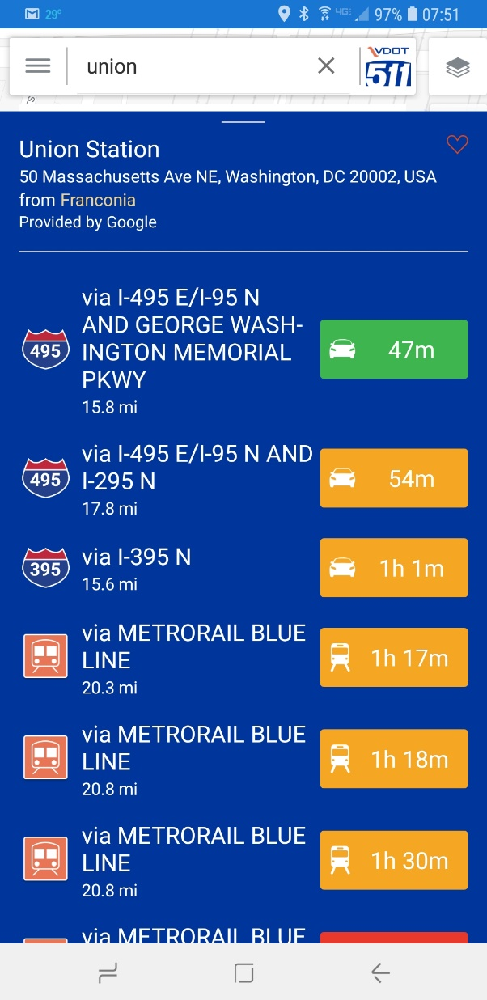 29° 4GE 97% 07:51
union VDOT 511
Union Station
50 Massachusetts Ave NE, Washington, DC 20002, USA
from Franconia
Provided by Google
via I-495 E/I-95 N
AND GEORGE WASH-
495 INGTON MEMORIAL 47m
PKWY
15.8 mi
via I-495 E/I-95 N AND
495 I-295 N 54m
17.8 mi
395 via I-395 N 1h 1m
15.6 mi
via METRORAIL BLUE
LINE 1h 17m
20.3 mi
via METRORAIL BLUE
LINE 1h 18m
20.8 mi
via METRORAIL BLUE
LINE 1h 30m
20.8 mi
via METRORAIL BLUE